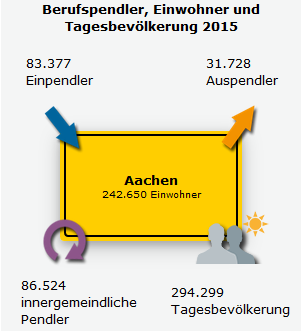 Berufspendler, Einwohner und
Tagesbevölkerung 2015
83.377
Einpendler
31.728
Auspendler
Aachen
242.650 Einwohner
86.524
innergemeindliche
Pendler
294.299
Tagesbevölkerung